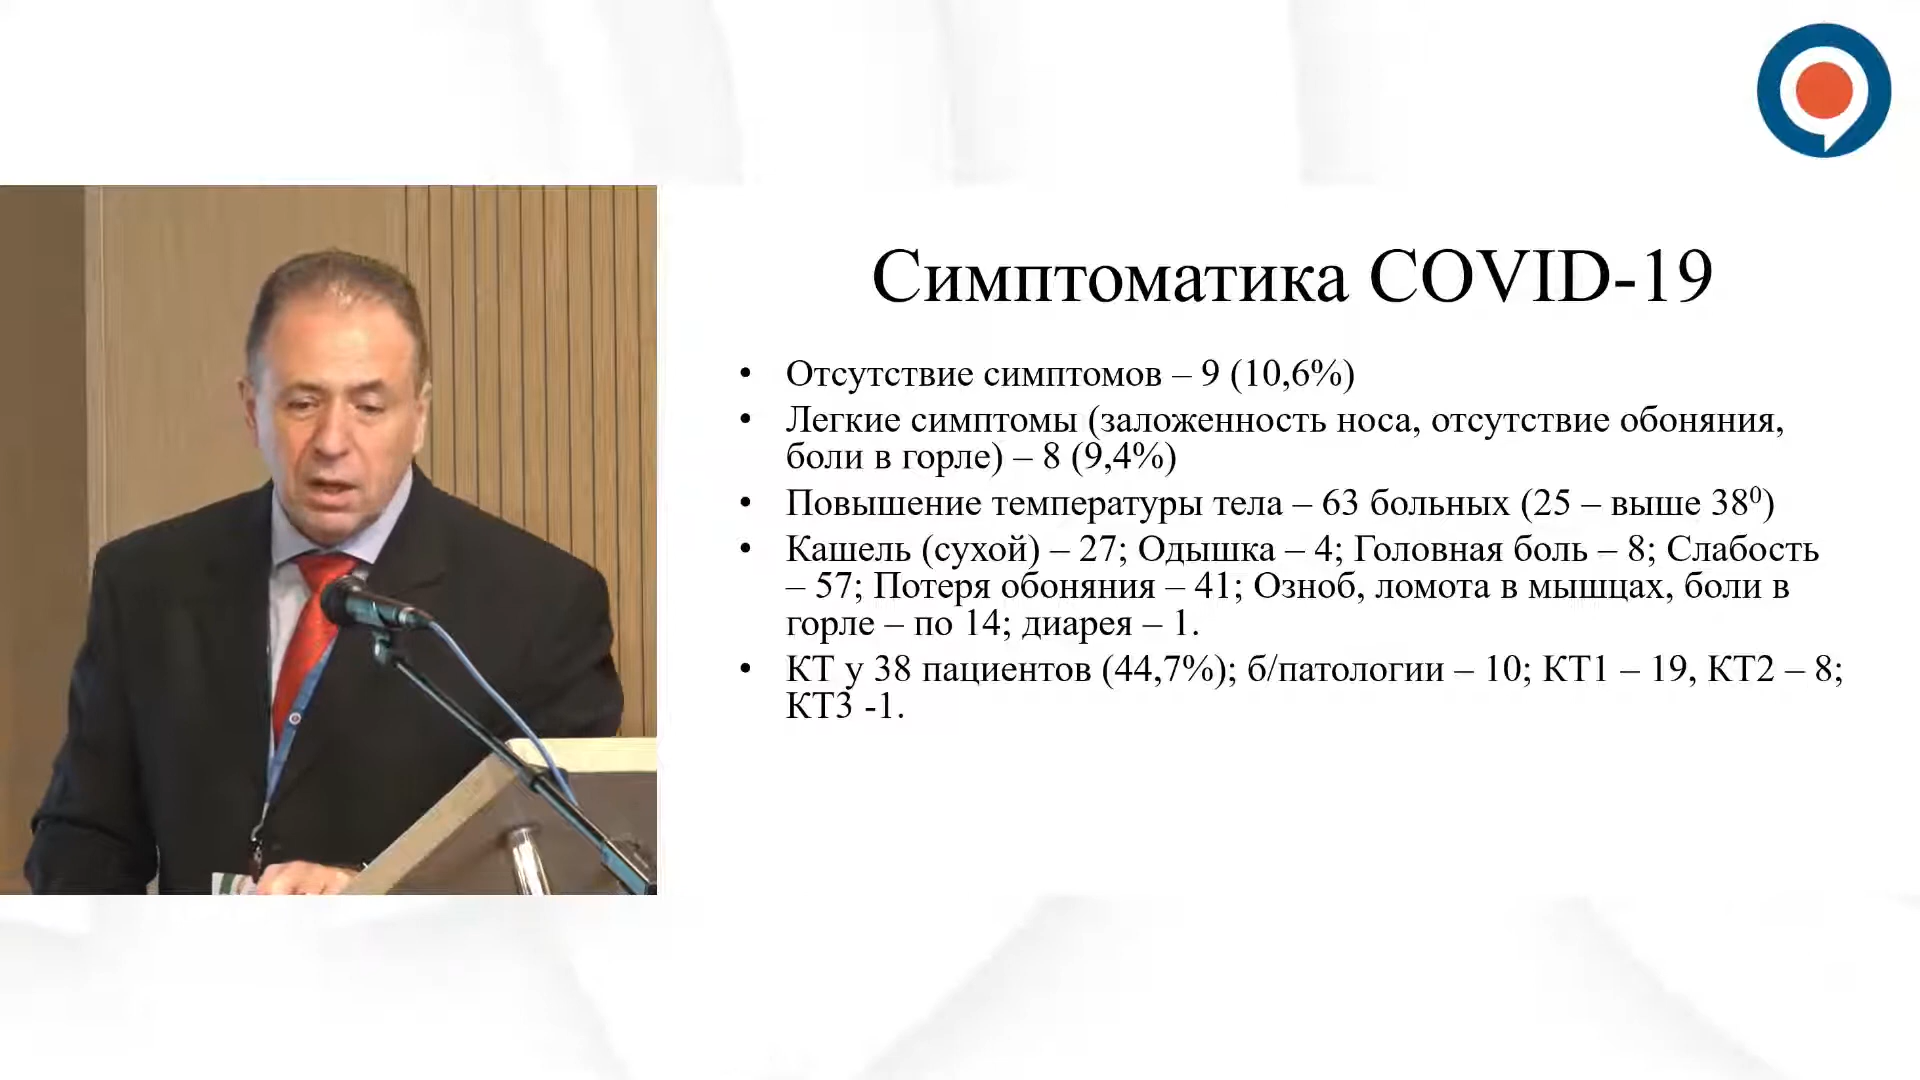 Симптоматика COVID-19
• Отсутствие симптомов – 9 (10,6%)
• Легкие симптомы (заложенность носа, отсутствие обоняния,
боли в горле) – 8 (9,4%)
• Повышение температуры тела – 63 больных (25 – выше 38⁰)
• Кашель (сухой) – 27; Одышка – 4; Головная боль – 8; Слабость
– 57; Потеря обоняния – 41; Озноб, ломота в мышцах, боли в
горле – по 14; диарея – 1.
• КТ у 38 пациентов (44,7%); б/патологии – 10; КТ1 – 19, КТ2 – 8;
КТ3 -1.